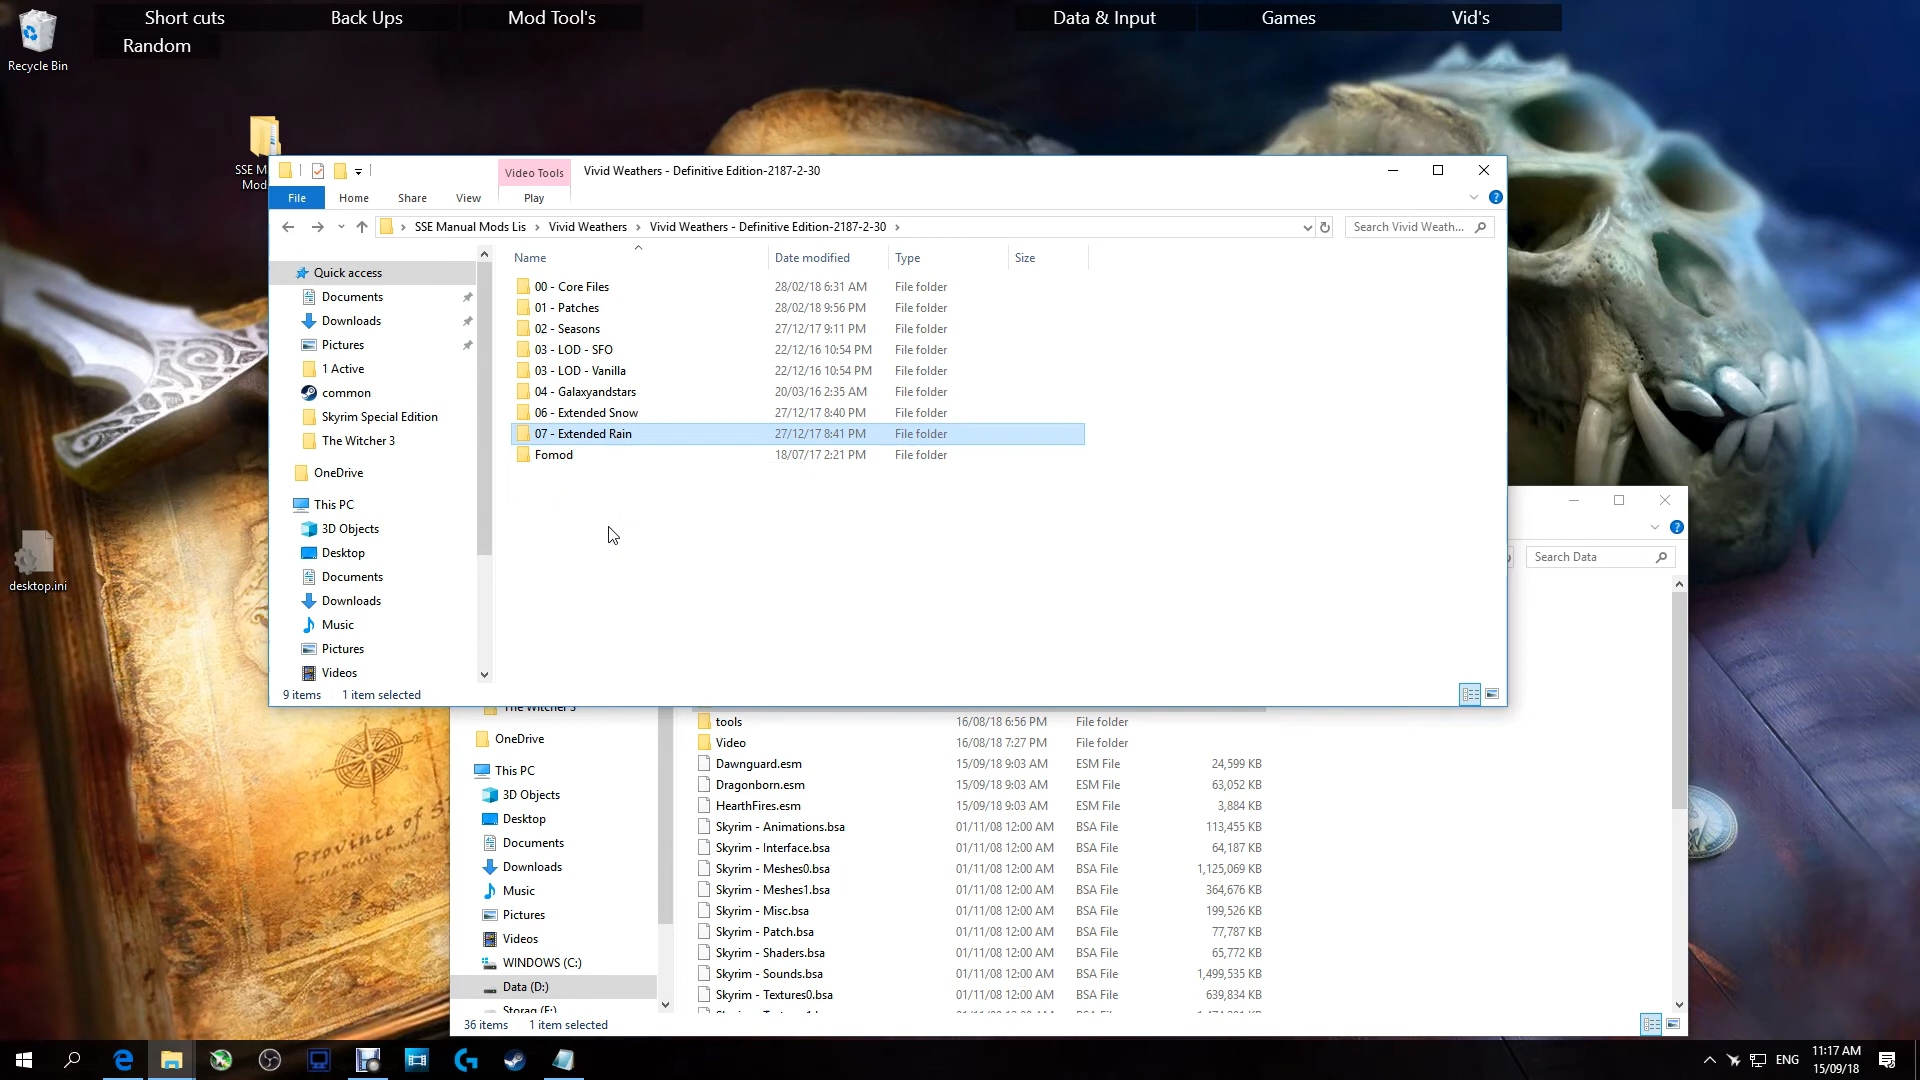 Short cuts
Back Ups
Mod Tool's
Data & Input
Games
Vid's
Random
Recycle Bin
SSE M
Mod
desktop.ini
Video Tools
Vivid Weathers - Definitive Edition-2187-2-30
File
Home
Share
View
Play
SSE Manual Mods Lis
Vivid Weathers
Vivid Weathers - Definitive Edition-2187-2-30
Search Vivid Weath...
Quick access
Documents
Downloads
Pictures
1 Active
common
Skyrim Special Edition
The Witcher 3
OneDrive
This PC
3D Objects
Desktop
Documents
Downloads
Music
Pictures
Videos
Name Date modified Type Size
00 - Core Files 28/02/18 6:31 AM File folder
01 - Patches 28/02/18 9:56 PM File folder
02 - Seasons 27/12/17 9:11 PM File folder
03 - LOD - SFO 22/12/16 10:54 PM File folder
03 - LOD - Vanilla 22/12/16 10:54 PM File folder
04 - Galaxyandstars 20/03/16 2:35 AM File folder
06 - Extended Snow 27/12/17 8:40 PM File folder
07 - Extended Rain 27/12/17 8:41 PM File folder
Fomod 18/07/17 2:21 PM File folder
9 items 1 item selected
Search Data
The Witcher 3
OneDrive
This PC
3D Objects
Desktop
Documents
Downloads
Music
Pictures
Videos
WINDOWS (C:)
Data (D:)
Storag (E:)
tools 16/08/18 6:56 PM File folder
Video 16/08/18 7:27 PM File folder
Dawnguard.esm 15/09/18 9:03 AM ESM File 24,599 KB
Dragonborn.esm 15/09/18 9:03 AM ESM File 63,052 KB
HearthFires.esm 15/09/18 9:03 AM ESM File 3,884 KB
Skyrim - Animations.bsa 01/11/08 12:00 AM BSA File 113,455 KB
Skyrim - Interface.bsa 01/11/08 12:00 AM BSA File 64,187 KB
Skyrim - Meshes0.bsa 01/11/08 12:00 AM BSA File 1,125,069 KB
Skyrim - Meshes1.bsa 01/11/08 12:00 AM BSA File 364,676 KB
Skyrim - Misc.bsa 01/11/08 12:00 AM BSA File 199,526 KB
Skyrim - Patch.bsa 01/11/08 12:00 AM BSA File 77,787 KB
Skyrim - Shaders.bsa 01/11/08 12:00 AM BSA File 65,772 KB
Skyrim - Sounds.bsa 01/11/08 12:00 AM BSA File 1,499,535 KB
Skyrim - Textures0.bsa 01/11/08 12:00 AM BSA File 639,834 KB
36 items 1 item selected
Province of S
ENG
11:17 AM
15/09/18